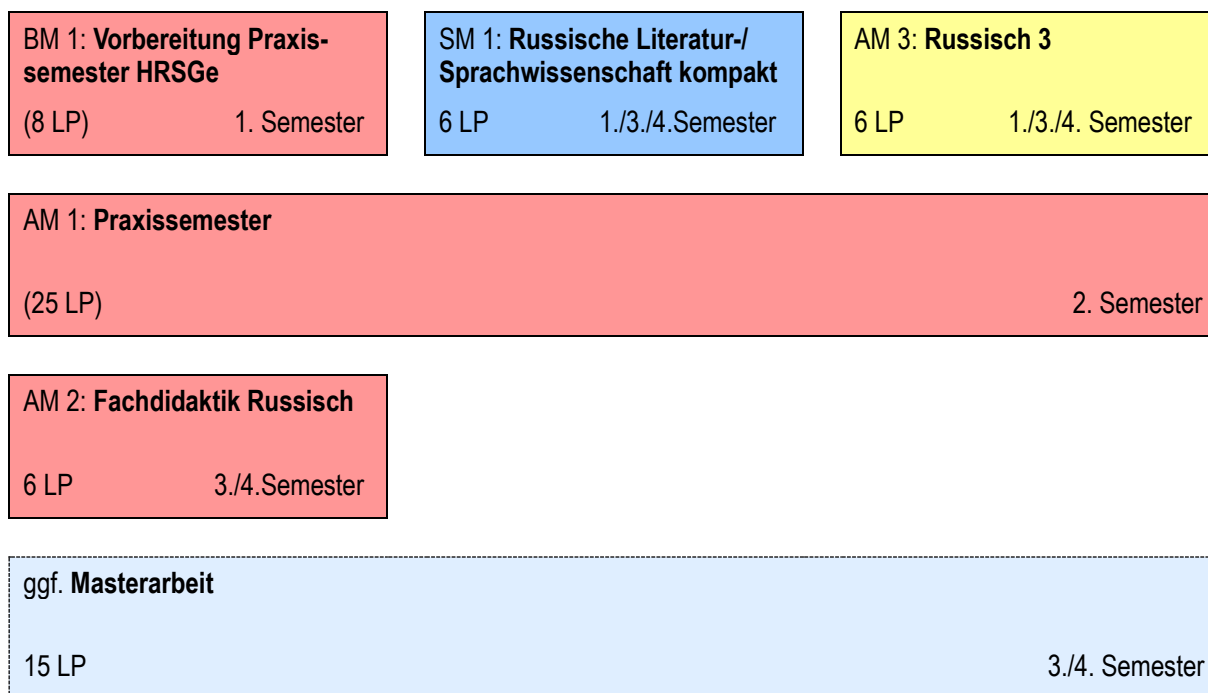 BM 1: Vorbereitung Praxis-
semester HRSGe
(8 LP) 1. Semester
SM 1: Russische Literatur-/
Sprachwissenschaft kompakt
6 LP 1./3./4.Semester
AM 3: Russisch 3
6 LP 1./3./4. Semester
AM 1: Praxissemester
(25 LP) 2. Semester
AM 2: Fachdidaktik Russisch
6 LP 3./4.Semester
ggf. Masterarbeit
15 LP 3./4. Semester